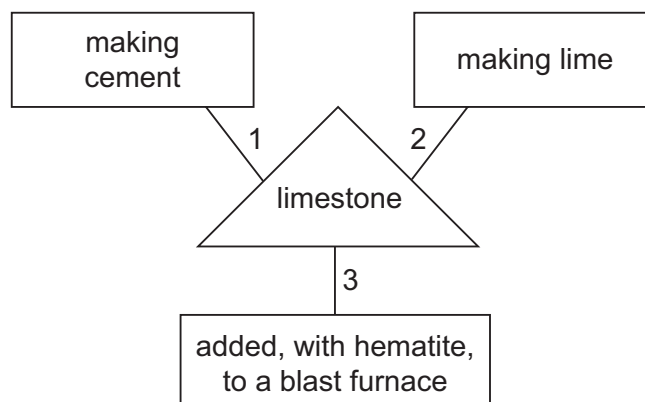 making
cement
making lime
1
2
limestone
3
added, with hematite,
to a blast furnace